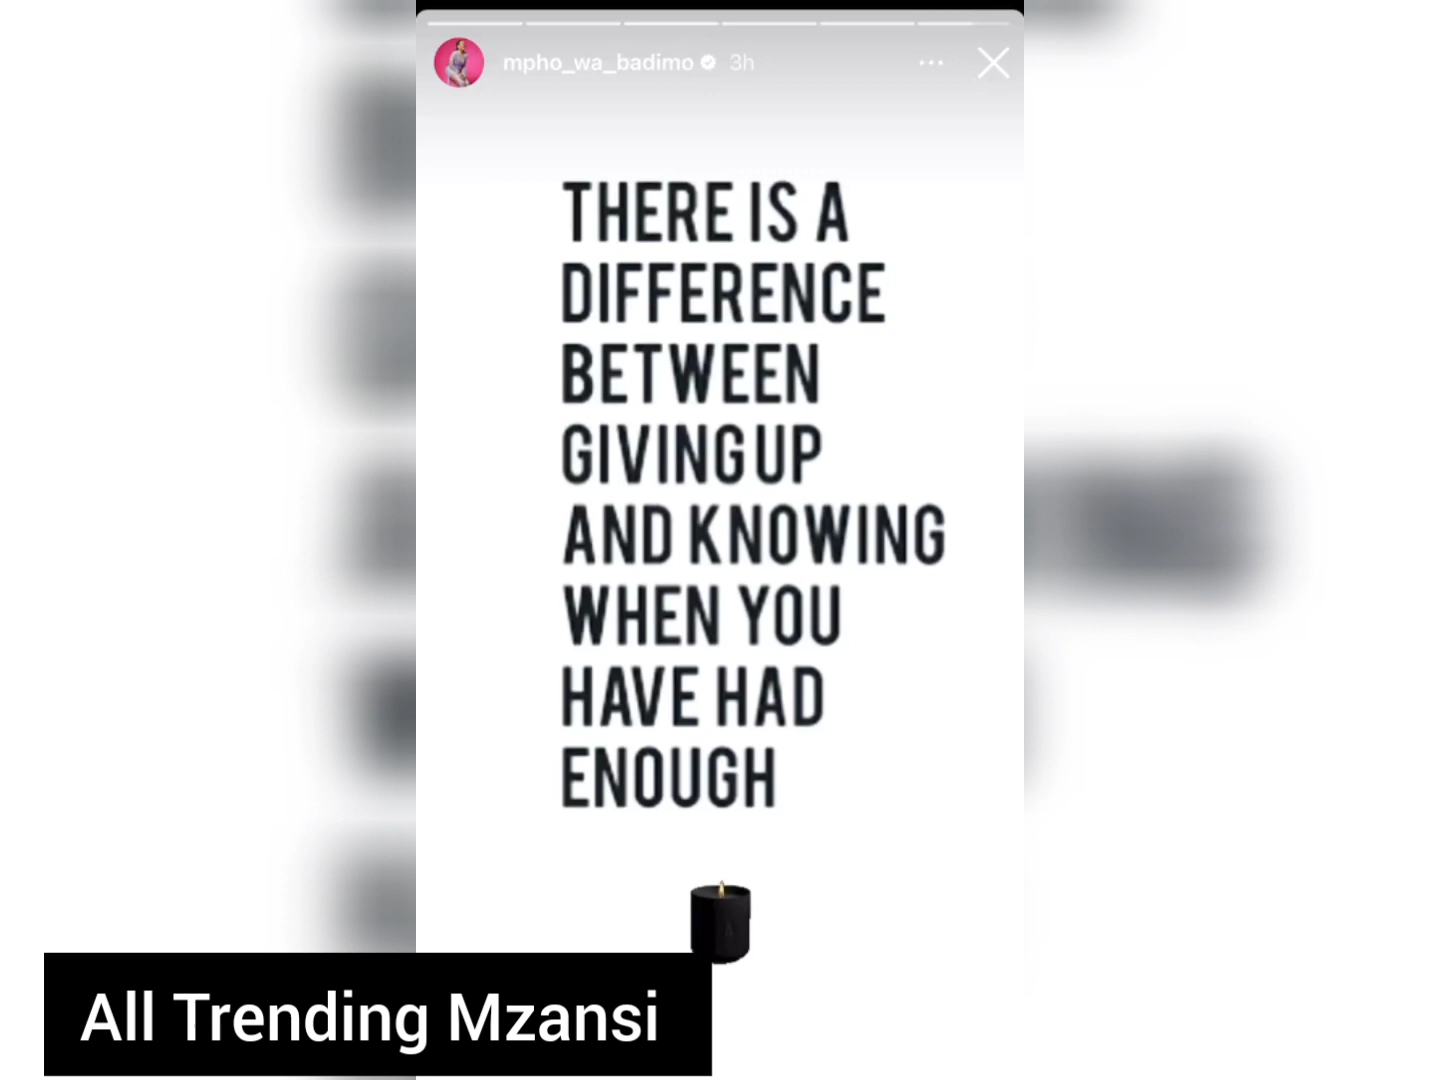 mpho_wa_badimo 3h
THERE IS A
DIFFERENCE
BETWEEN
GIVING UP
AND KNOWING
WHEN YOU
HAVE HAD
ENOUGH
All Trending Mzansi